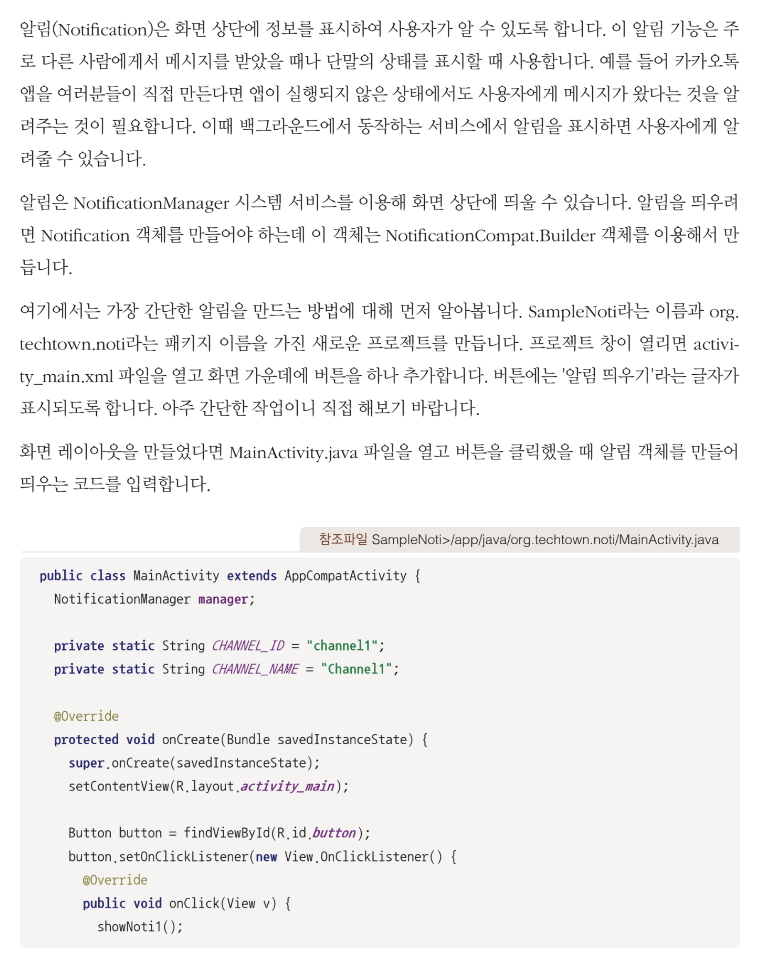 알림(Notification)은 화면 상단에 정보를 표시하여 사용자가 알 수 있도록 합니다. 이 알림 기능은 주
로 다른 사람에게서 메시지를 받았을 때나 단말의 상태를 표시할 때 사용합니다. 예를 들어 카카오톡
앱을 여러분들이 직접 만든다면 앱이 실행되지 않은 상태에서도 사용자에게 메시지가 왔다는 것을 알
려주는 것이 필요합니다. 이때 백그라운드에서 동작하는 서비스에서 알림을 표시하면 사용자에게 알
려줄 수 있습니다.
알림은 NotificationManager 시스템 서비스를 이용해 화면 상단에 띄울 수 있습니다. 알림을 띄우려
면 Notification 객체를 만들어야 하는데 이 객체는 NotificationCompat.Builder 객체를 이용해서 만
듭니다.
여기에서는 가장 간단한 알림을 만드는 방법에 대해 먼저 알아봅니다. SampleNoti라는 이름과 org.
techtown.noti라는 패키지 이름을 가진 새로운 프로젝트를 만듭니다. 프로젝트 창이 열리면 activi-
ty_main.xml 파일을 열고 화면 가운데에 버튼을 하나 추가합니다. 버튼에는 '알림 띄우기'라는 글자가
표시되도록 합니다. 아주 간단한 작업이니 직접 해보기 바랍니다.
화면 레이아웃을 만들었다면 MainActivity.java 파일을 열고 버튼을 클릭했을 때 알림 객체를 만들어
띄우는 코드를 입력합니다.
참조파일 SampleNoti>/app/java/org.techtown.noti/MainActivity.java
public class MainActivity extends AppCompatActivity {
NotificationManager manager;
private static String CHANNEL_ID = "channel1";
private static String CHANNEL_NAME = "Channel1";
@Override
protected void onCreate(Bundle savedInstanceState) {
super.onCreate(savedInstanceState);
setContentView(R.layout.activity_main);
Button button = findViewById(R.id.button);
button.setOnClickListener(new View.OnClickListener() {
@Override
public void onClick(View v) {
showNoti1();